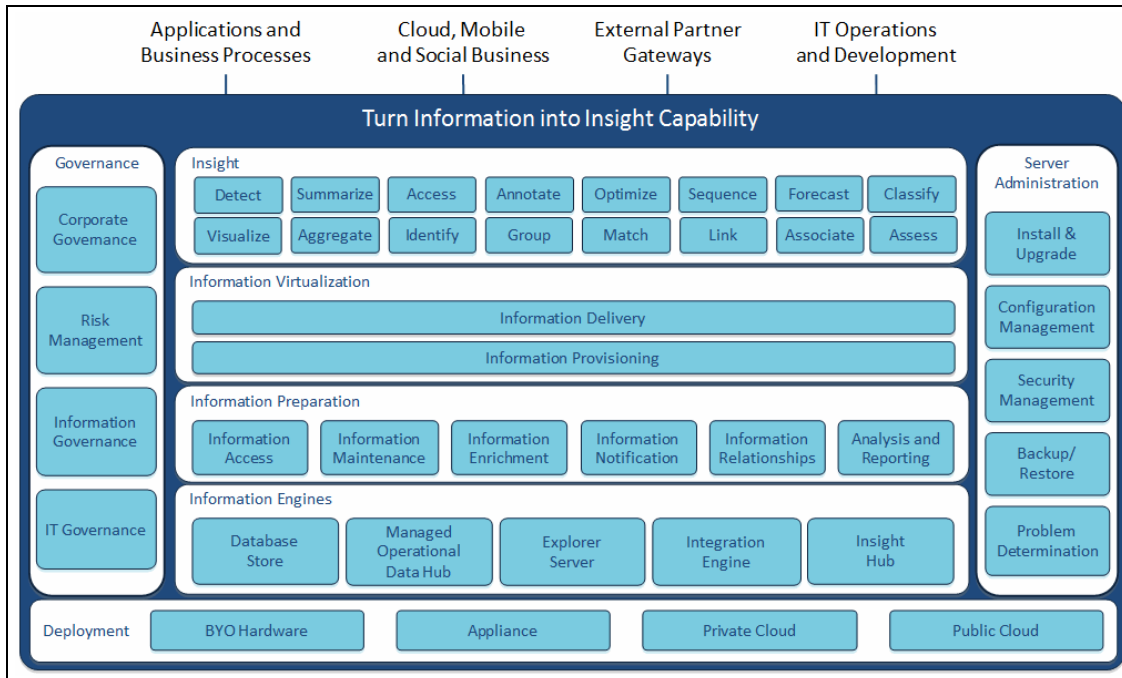 Applications and
Business Processes
Cloud, Mobile
and Social Business
External Partner
Gateways
IT Operations
and Development
Turn Information into Insight Capability
Governance
Corporate
Governance
Risk
Management
Information
Governance
IT Governance
Insight
Detect
Summarize
Access
Annotate
Optimize
Sequence
Forecast
Classify
Visualize
Aggregate
Identify
Group
Match
Link
Associate
Assess
Information Virtualization
Information Delivery
Information Provisioning
Information Preparation
Information
Access
Information
Maintenance
Information
Enrichment
Information
Notification
Information
Relationships
Analysis and
Reporting
Information Engines
Database
Store
Managed
Operational
Data Hub
Explorer
Server
Integration
Engine
Insight
Hub
Server
Administration
Install &
Upgrade
Configuration
Management
Security
Management
Backup/
Restore
Problem
Determination
Deployment
BYO Hardware
Appliance
Private Cloud
Public Cloud